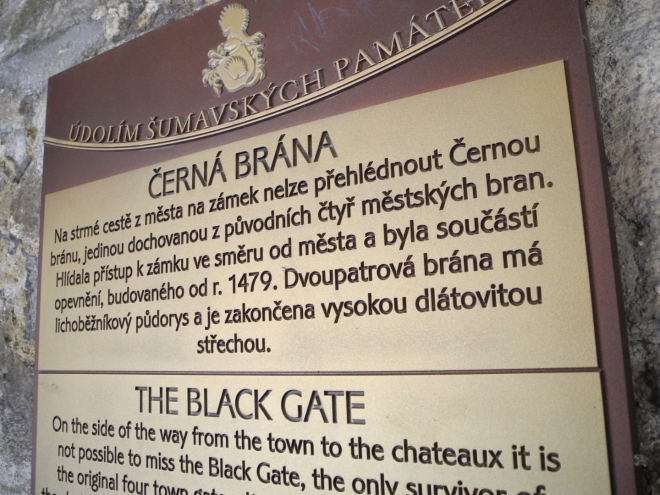 ÚDOLÍM ŠUMAVSKÝCH PAMÁTEK
ČERNÁ BRÁNA
Na strmé cestě z města na zámek nelze přehlédnout Černou
bránu, jedinou dochovanou z původních čtyř městských bran.
Hlídala přístup k zámku ve směru od města a byla součástí
opevnění, budovaného od r. 1479. Dvoupatrová brána má
lichoběžníkový půdorys a je zakončena vysokou dlátovitou
střechou.
THE BLACK GATE
On the side of the way from the town to the chateaux it is
not possible to miss the Black Gate, the only survivor of
the original four town